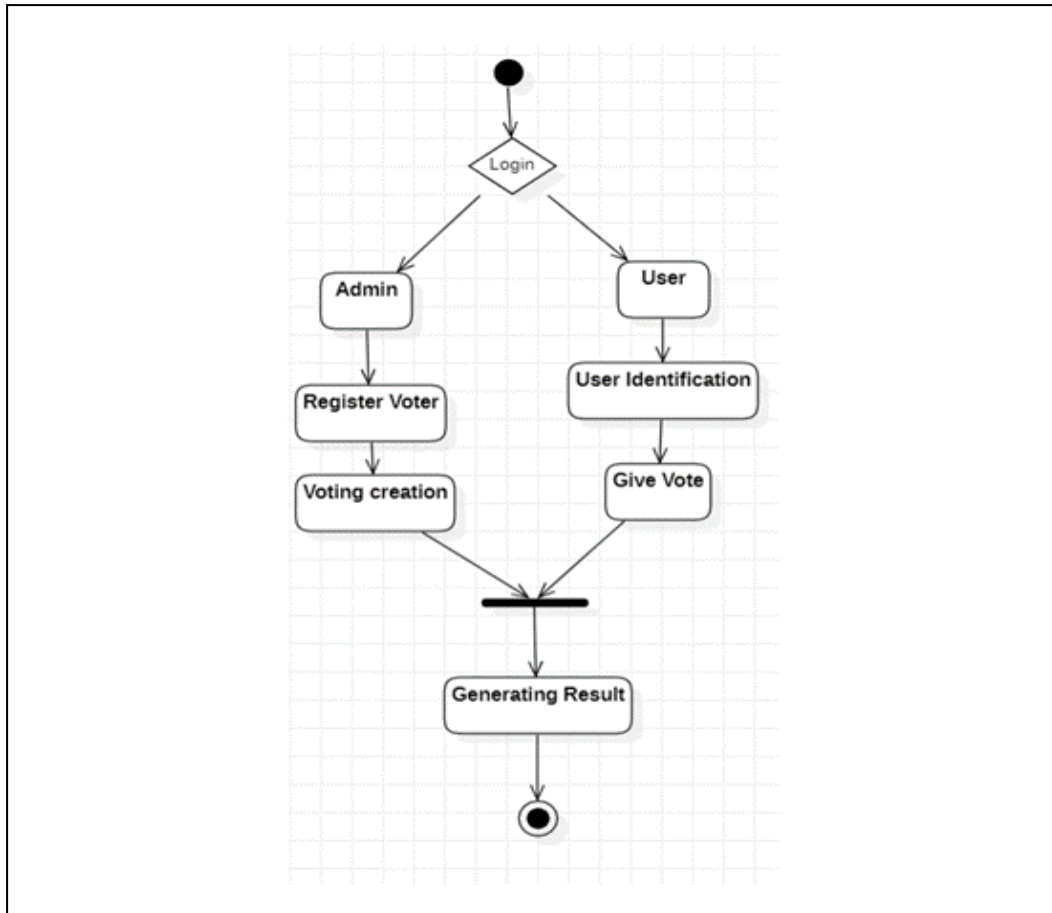 Login
Admin
User
Register Voter
User Identification
Voting creation
Give Vote
Generating Result